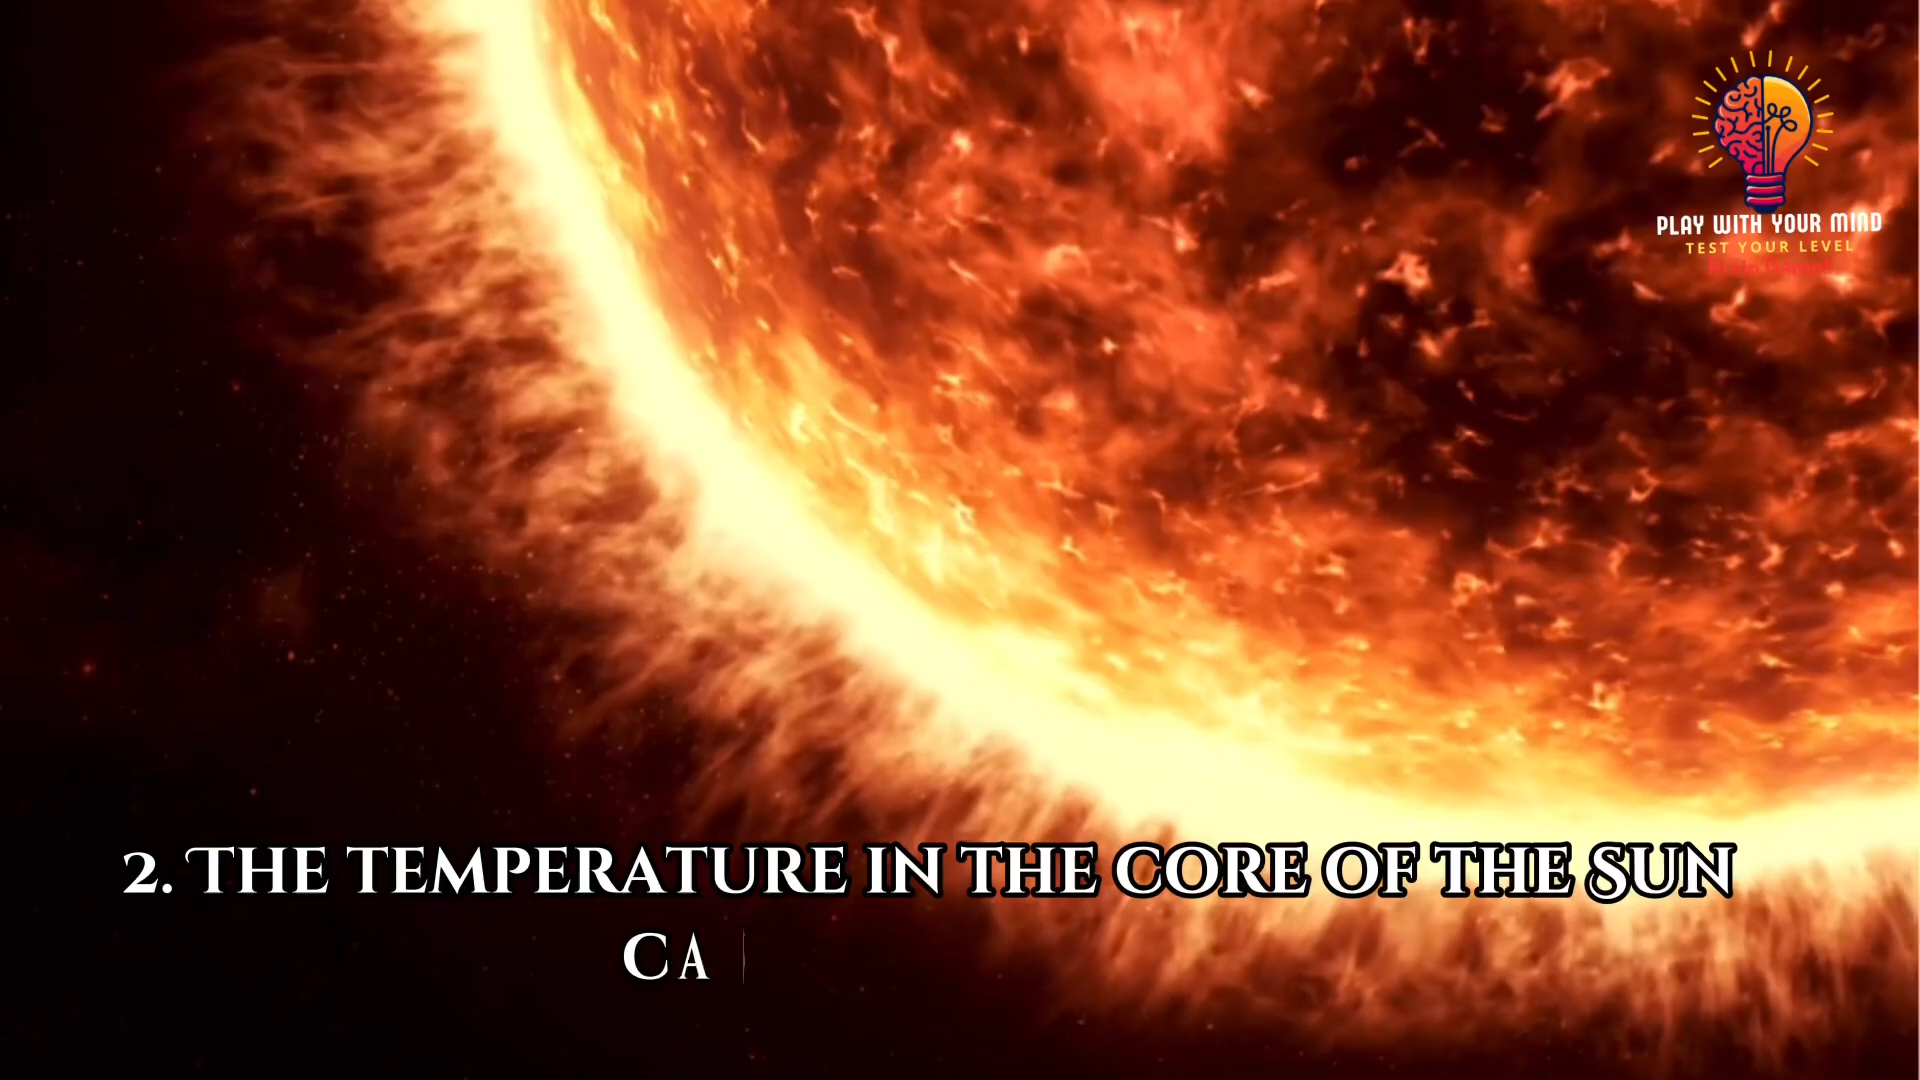 PLAY WITH YOUR MIND
TEST YOUR LEVEL
2. The temperature in the core of the Sun
ca